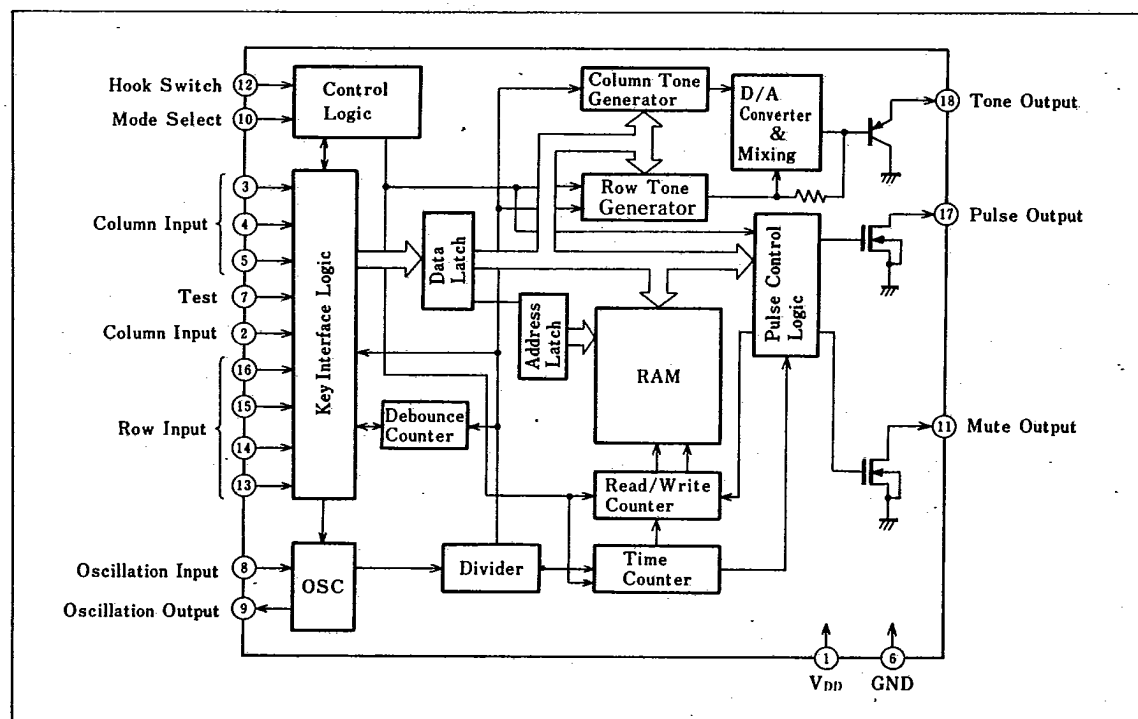 Hook Switch
12
Mode Select
10
Control
Logic
Column Tone
Generator
D/A
Converter
&
Mixing
18
Tone Output
Row Tone
Generator
17
Pulse Output
Column Input
3
4
5
Test
7
Column Input
2
Row Input
16
15
14
13
Key Interface Logic
Data
Latch
Address
Latch
Pulse Control
Logic
RAM
Debounce
Counter
11
Mute Output
Read/Write
Counter
Oscillation Input
8
Oscillation Output
9
OSC
Divider
Time
Counter
1
VDD
6
GND